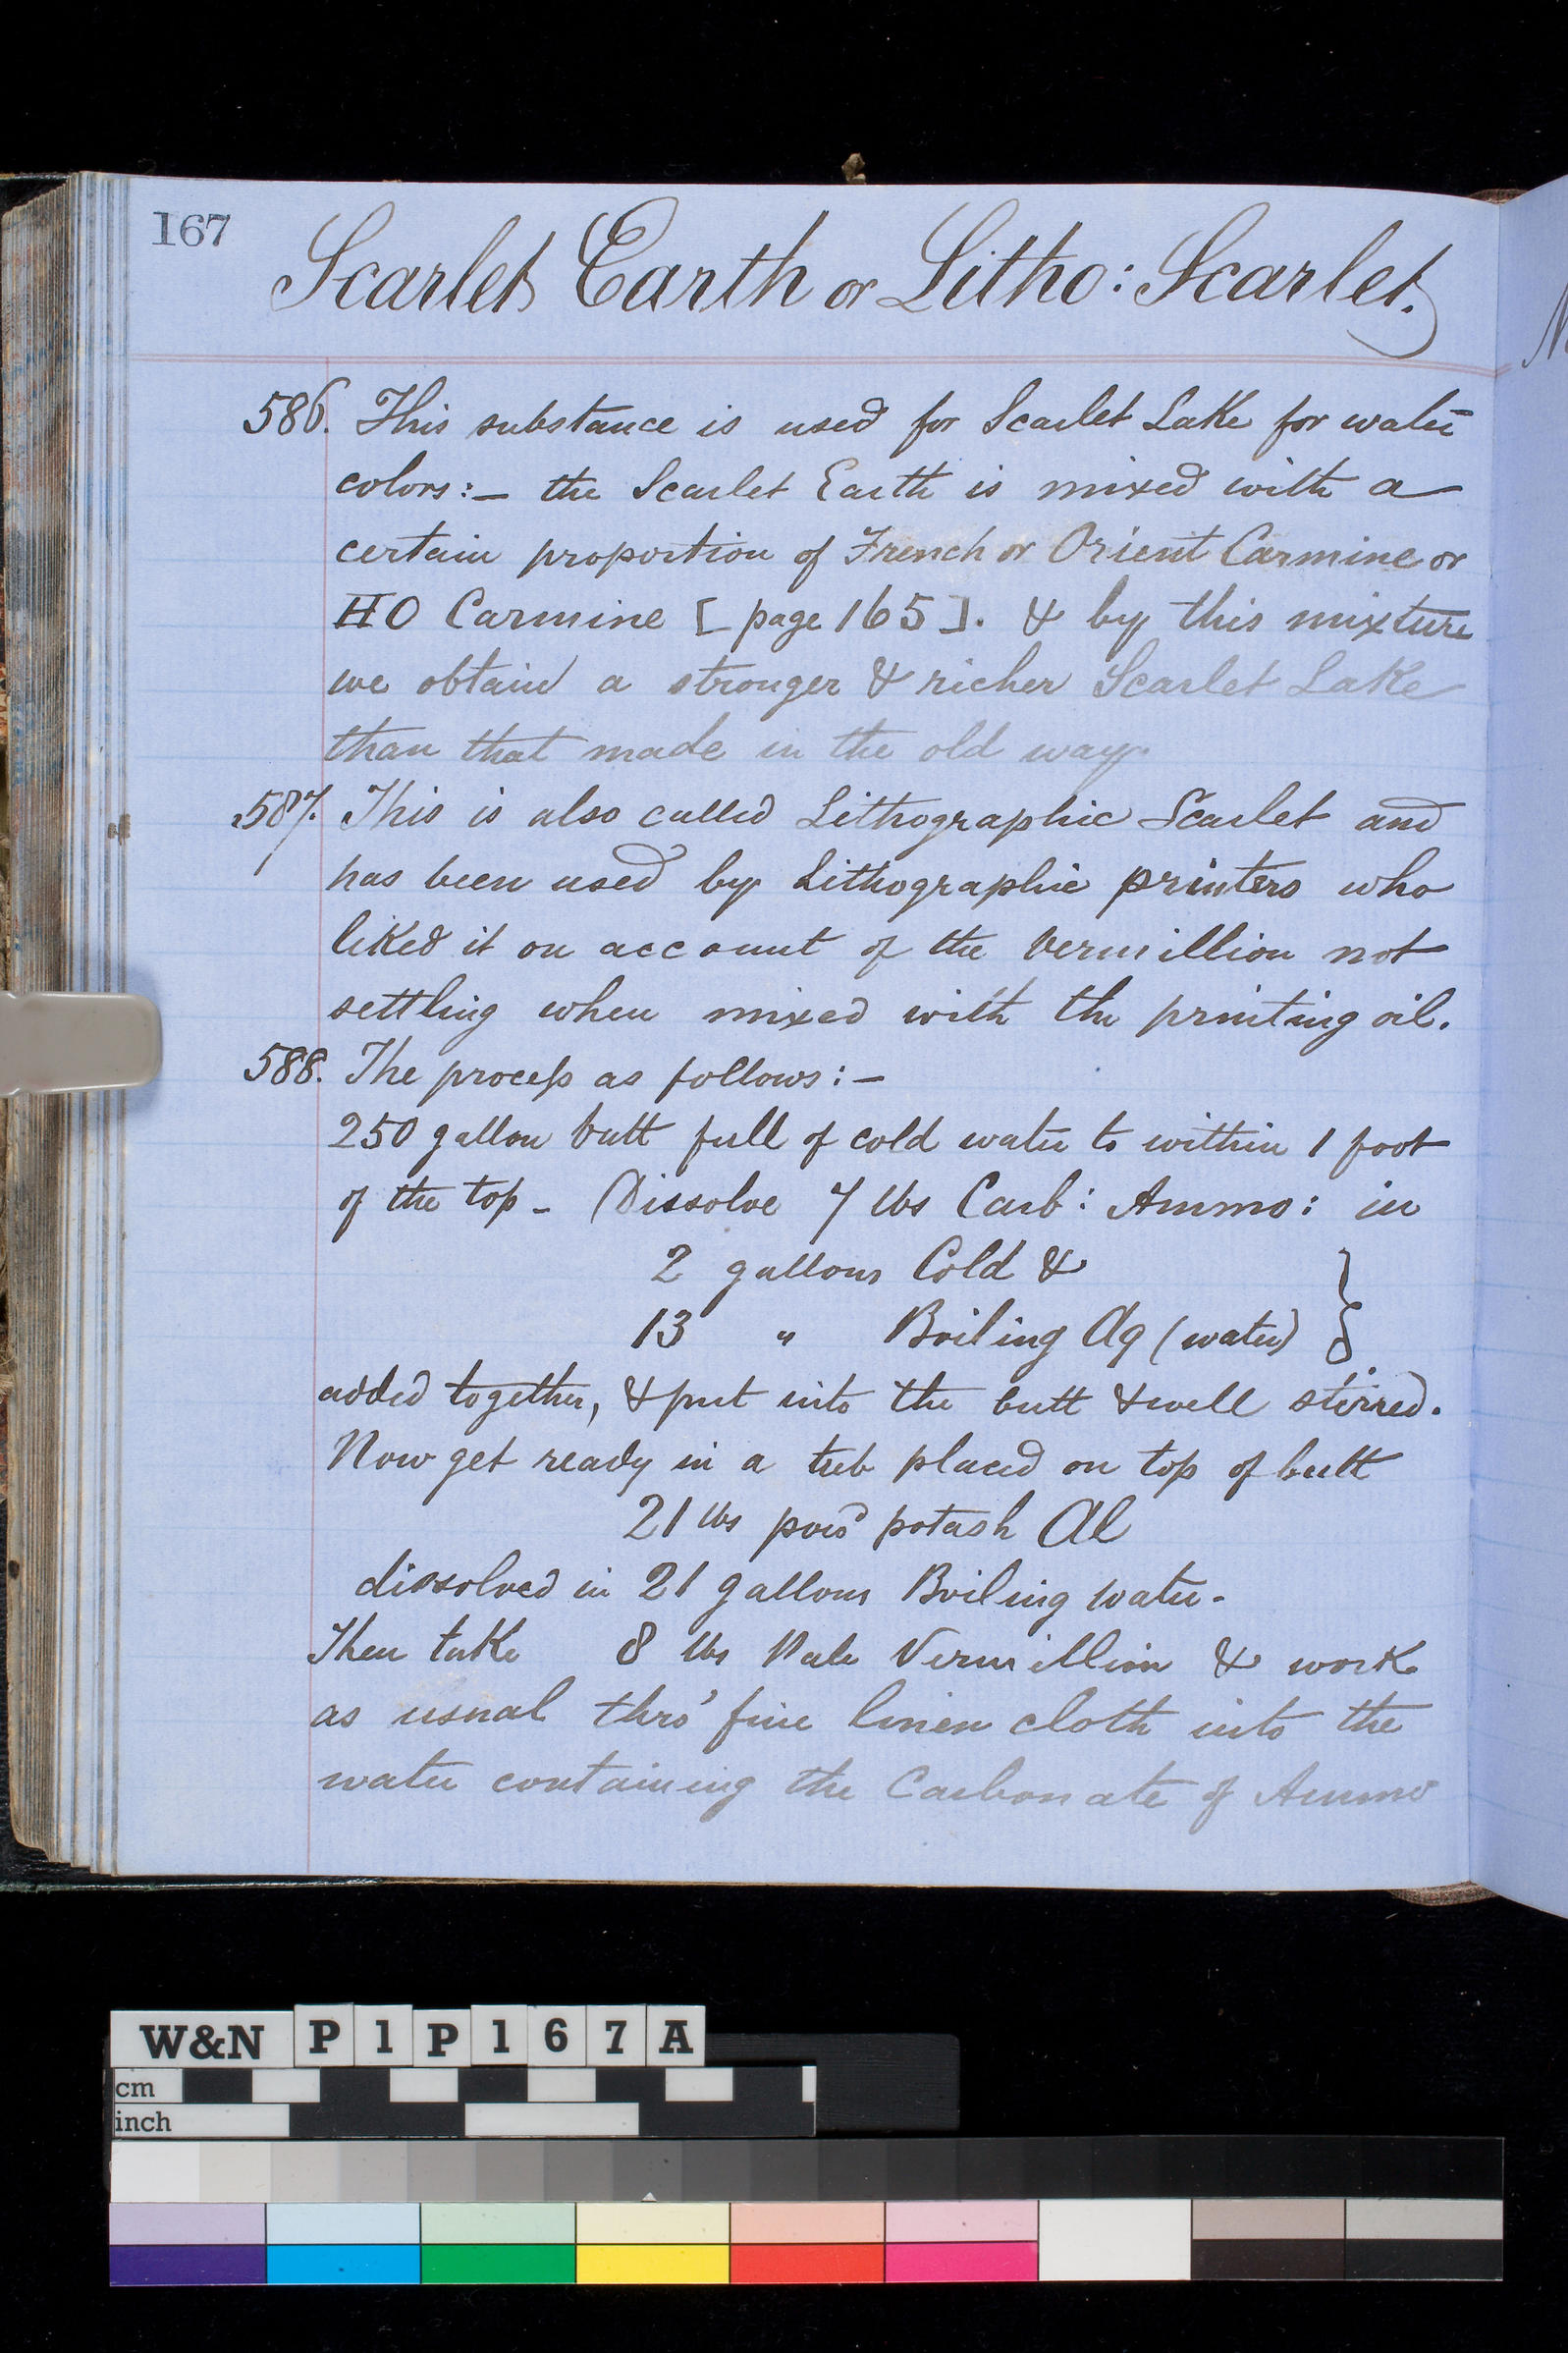 167
Scarlet Earth or Litho: Scarlet.
586. This substance is used for Scarlet Lake for water
colors:- the Scarlet Earth is mixed with a
certain proportion of French or Orient Carmine or
HO Carmine [page 165]. & by this mixture
we obtain a stronger & richer Scarlet Lake
than that made in the old way.
587. This is also called Lithographic Scarlet and
has been used by Lithographic printers who
liked it on account of the Vermillion not
settling when mixed with the printing oil.
588. The process as follows:-
250 gallon butt full of cold water to within 1 foot
of the top - Dissolve 7 lbs Carb: Ammo: in
2 gallons Cold & }
13 " Boiling Aq (water) }
added together, & put into the butt & well stirred.
Now get ready in a tub placed on top of butt
21 lbs powd potash Al
dissolved in 21 gallons Boiling water.
Then take 8 lbs Pale Vermillion & work
as usual thro' fine linen cloth into the
water containing the Carbonate of Ammo
W&N P1P167A
cm
inch